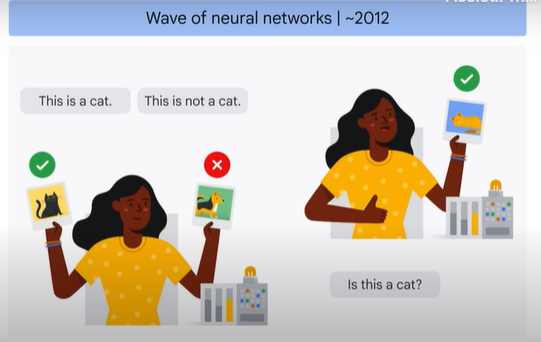 Wave of neural networks | ~2012
This is a cat.
This is not a cat.
Is this a cat?